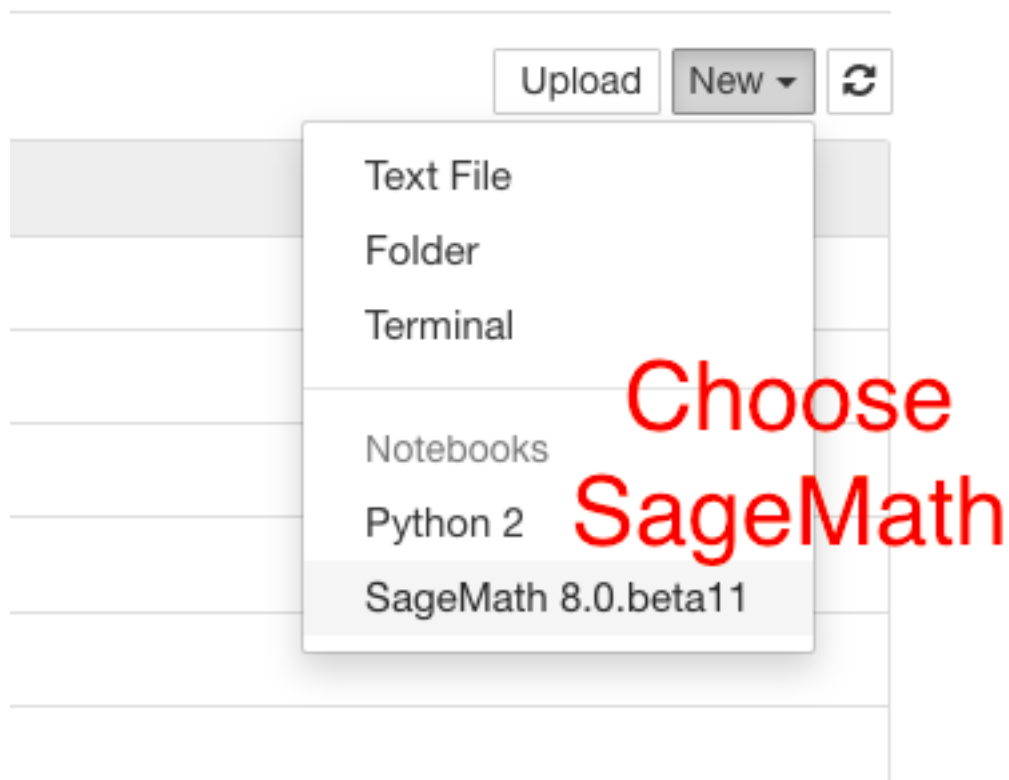 Upload New
Text File
Folder
Terminal
Choose
Notebooks
SageMath
Python 2
SageMath 8.0.beta11